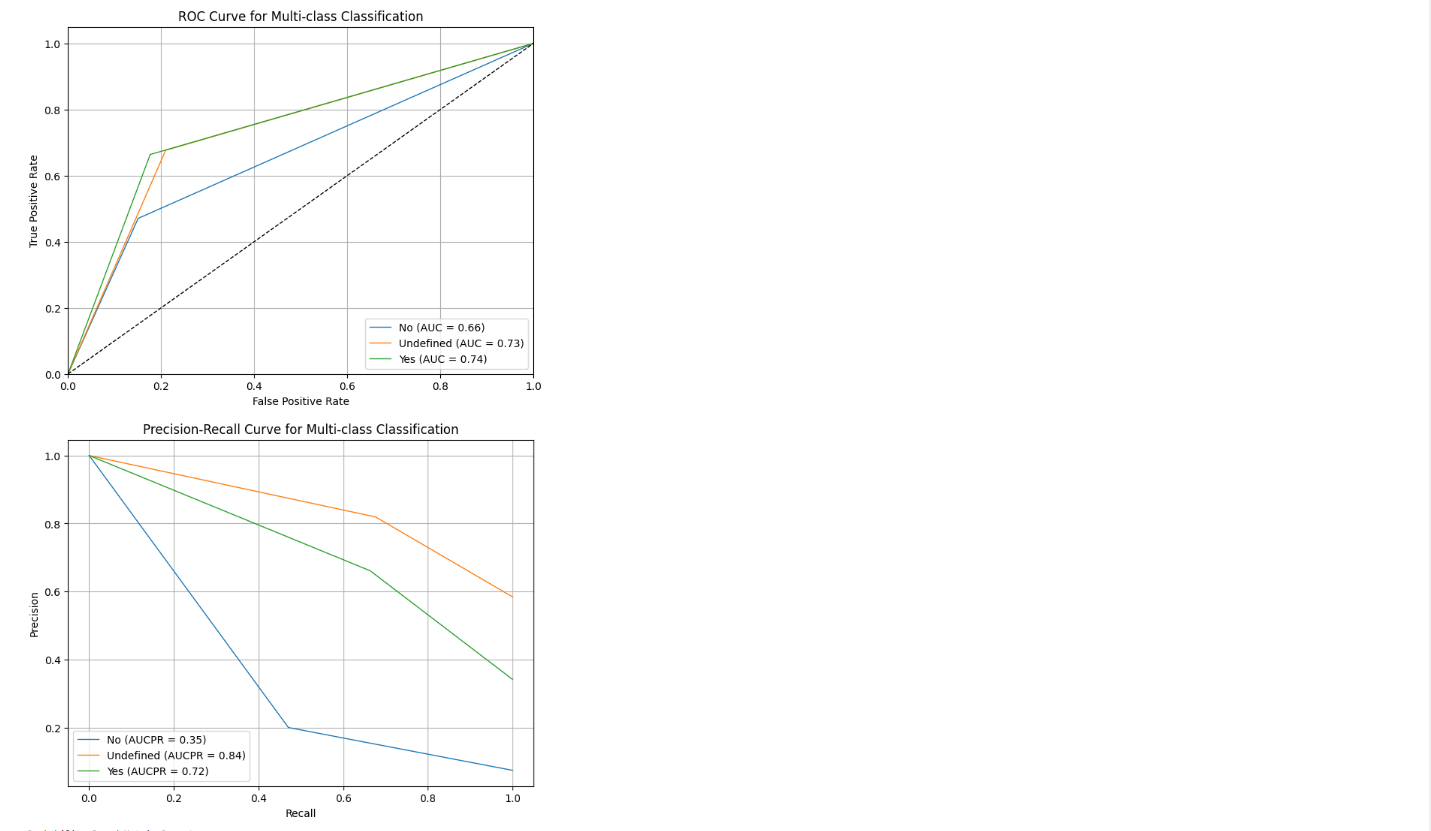 ROC Curve for Multi-class Classification
1.0
0.8
0.6
0.4
0.2
0.0
True Positive Rate
No (AUC = 0.66)
Undefined (AUC = 0.73)
Yes (AUC = 0.74)
0.0 0.2 0.4 0.6 0.8 1.0
False Positive Rate
Precision-Recall Curve for Multi-class Classification
1.0
0.8
0.6
0.4
0.2
Precision
No (AUCPR = 0.35)
Undefined (AUCPR = 0.84)
Yes (AUCPR = 0.72)
0.0 0.2 0.4 0.6 0.8 1.0
Recall